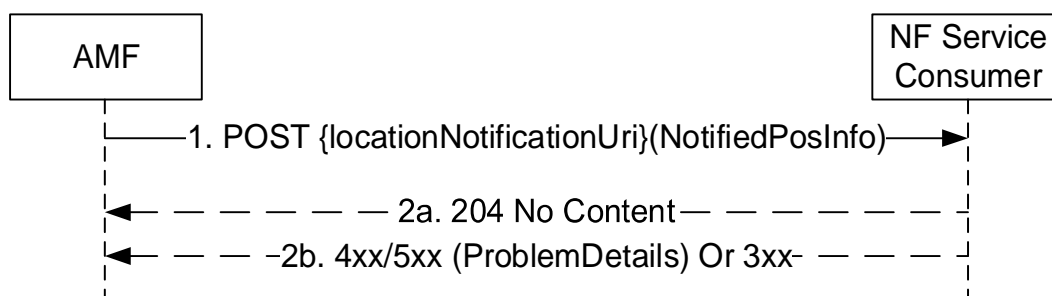 AMF
NF Service
Consumer
1. POST {locationNotificationUri}(NotifiedPosInfo)
2a. 204 No Content
2b. 4xx/5xx (ProblemDetails) Or 3xx